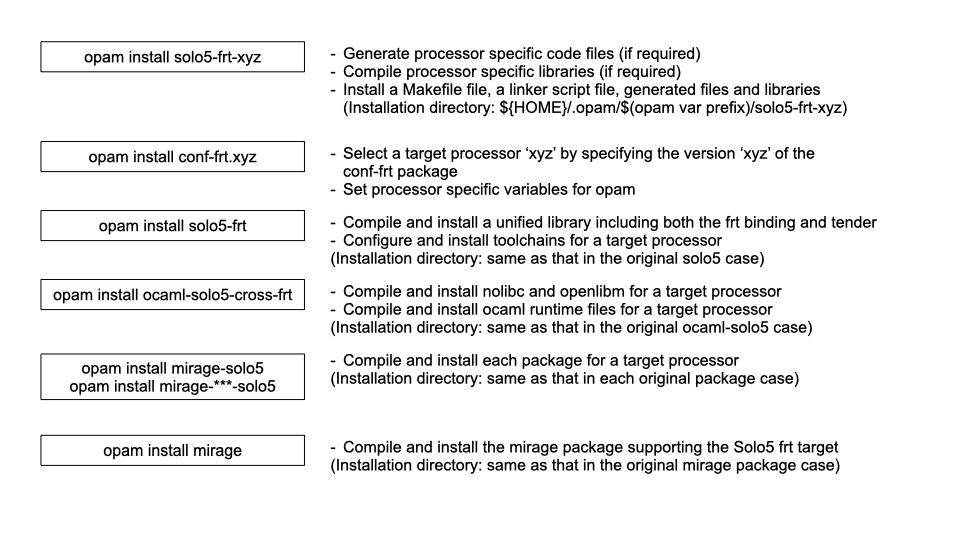 opam install solo5-frt-xyz
- Generate processor specific code files (if required)
- Compile processor specific libraries (if required)
- Install a Makefile file, a linker script file, generated files and libraries
(Installation directory: ${HOME}/.opam/$(opam var prefix)/solo5-frt-xyz)
opam install conf-frt.xyz
- Select a target processor ‘xyz’ by specifying the version ‘xyz’ of the
conf-frt package
- Set processor specific variables for opam
opam install solo5-frt
- Compile and install a unified library including both the frt binding and tender
- Configure and install toolchains for a target processor
(Installation directory: same as that in the original solo5 case)
opam install ocaml-solo5-cross-frt
- Compile and install nolibc and openlibm for a target processor
- Compile and install ocaml runtime files for a target processor
(Installation directory: same as that in the original ocaml-solo5 case)
opam install mirage-solo5
opam install mirage-***-solo5
- Compile and install each package for a target processor
(Installation directory: same as that in each original package case)
opam install mirage
- Compile and install the mirage package supporting the Solo5 frt target
(Installation directory: same as that in the original mirage package case)